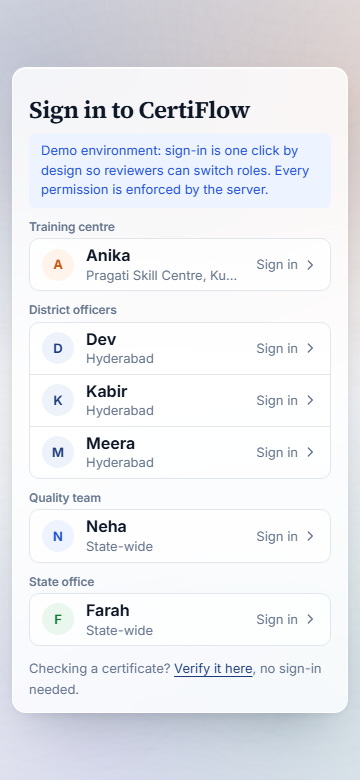 Sign in to CertiFlow
Demo environment: sign-in is one click by
design so reviewers can switch roles. Every
permission is enforced by the server.
Training centre
A
Anika
Pragati Skill Centre, Ku...
Sign in
District officers
D
Dev
Hyderabad
Sign in
K
Kabir
Hyderabad
Sign in
M
Meera
Hyderabad
Sign in
Quality team
N
Neha
State-wide
Sign in
State office
F
Farah
State-wide
Sign in
Checking a certificate? Verify it here, no sign-in
needed.